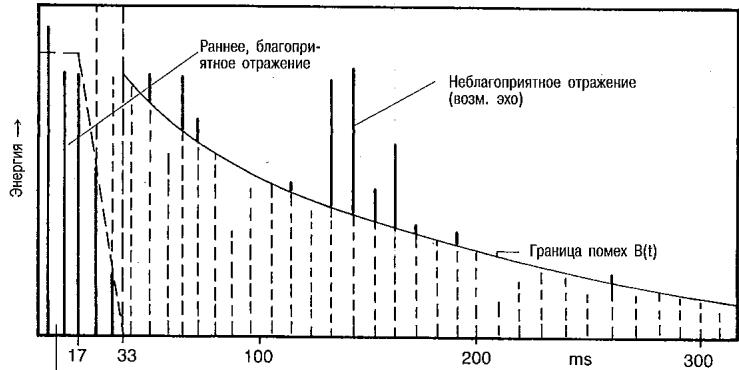 Раннее, благопри-
ятное отражение
Неблагоприятное отражение
(возм. эхо)
Энергия →
Граница помех B(t)
17 33 100 200 ms 300